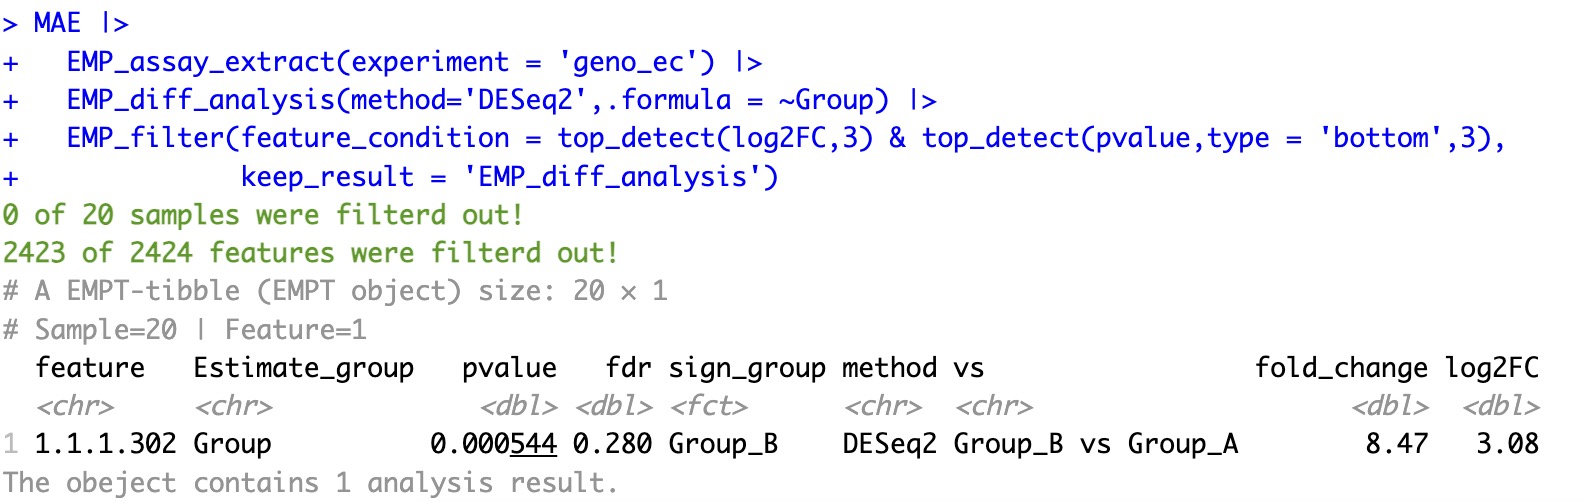 > MAE |>
+   EMP_assay_extract(experiment = 'geno_ec') |>
+   EMP_diff_analysis(method='DESeq2',.formula = ~Group) |>
+   EMP_filter(feature_condition = top_detect(log2FC,3) & top_detect(pvalue,type = 'bottom',3),
+              keep_result = 'EMP_diff_analysis')
0 of 20 samples were filterd out!
2423 of 2424 features were filterd out!
# A EMPT-tibble (EMPT object) size: 20 × 1
# Sample=20 | Feature=1
  feature   Estimate_group   pvalue   fdr sign_group method vs                 fold_change log2FC
  <chr>     <chr>             <dbl> <dbl> <fct>      <chr>  <chr>                    <dbl>  <dbl>
1 1.1.1.302 Group          0.000544 0.280 Group_B    DESeq2 Group_B vs Group_A        8.47   3.08
The obeject contains 1 analysis result.